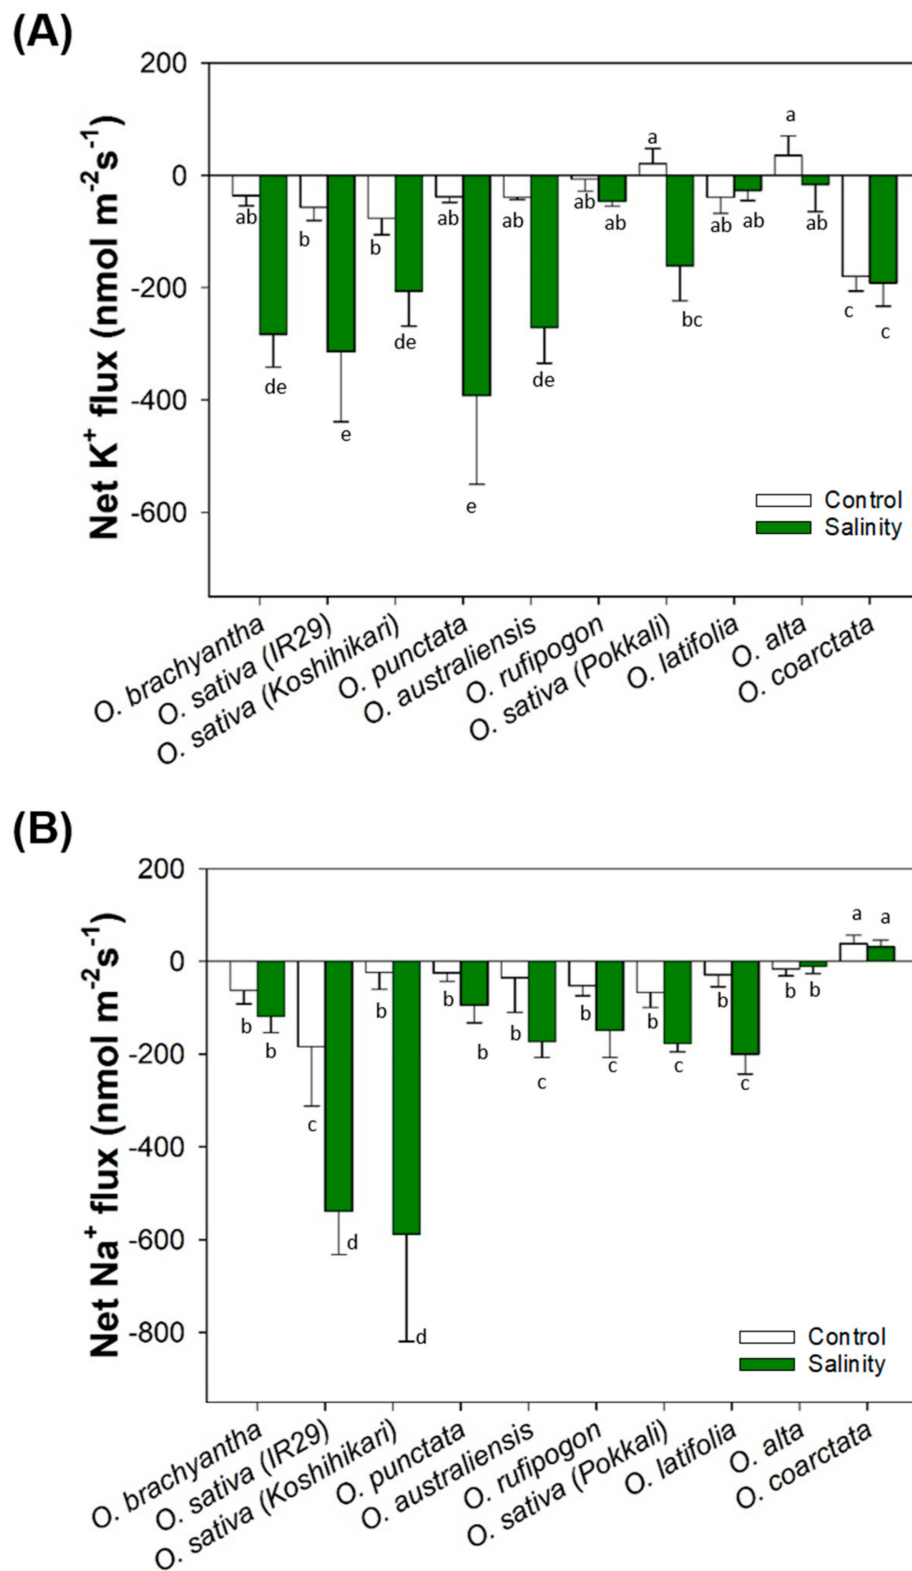 (A)
Net K⁺ flux (nmol m⁻²s⁻¹)
200
0
-200
-400
-600
ab
de
b
e
b
de
ab
e
ab
de
ab
ab
a
bc
ab
ab
a
ab
c
c
Control
Salinity
O. brachyantha
O. sativa (IR29)
O. sativa (Koshihikari)
O. punctata
O. australiensis
O. rufipogon
O. sativa (Pokkali)
O. latifolia
O. alta
O. coarctata
(B)
Net Na⁺ flux (nmol m⁻²s⁻¹)
200
0
-200
-400
-600
-800
b
b
c
d
b
d
b
b
b
c
b
c
b
c
b
c
b
b
a
a
Control
Salinity
O. brachyantha
O. sativa (IR29)
O. sativa (Koshihikari)
O. punctata
O. australiensis
O. rufipogon
O. sativa (Pokkali)
O. latifolia
O. alta
O. coarctata